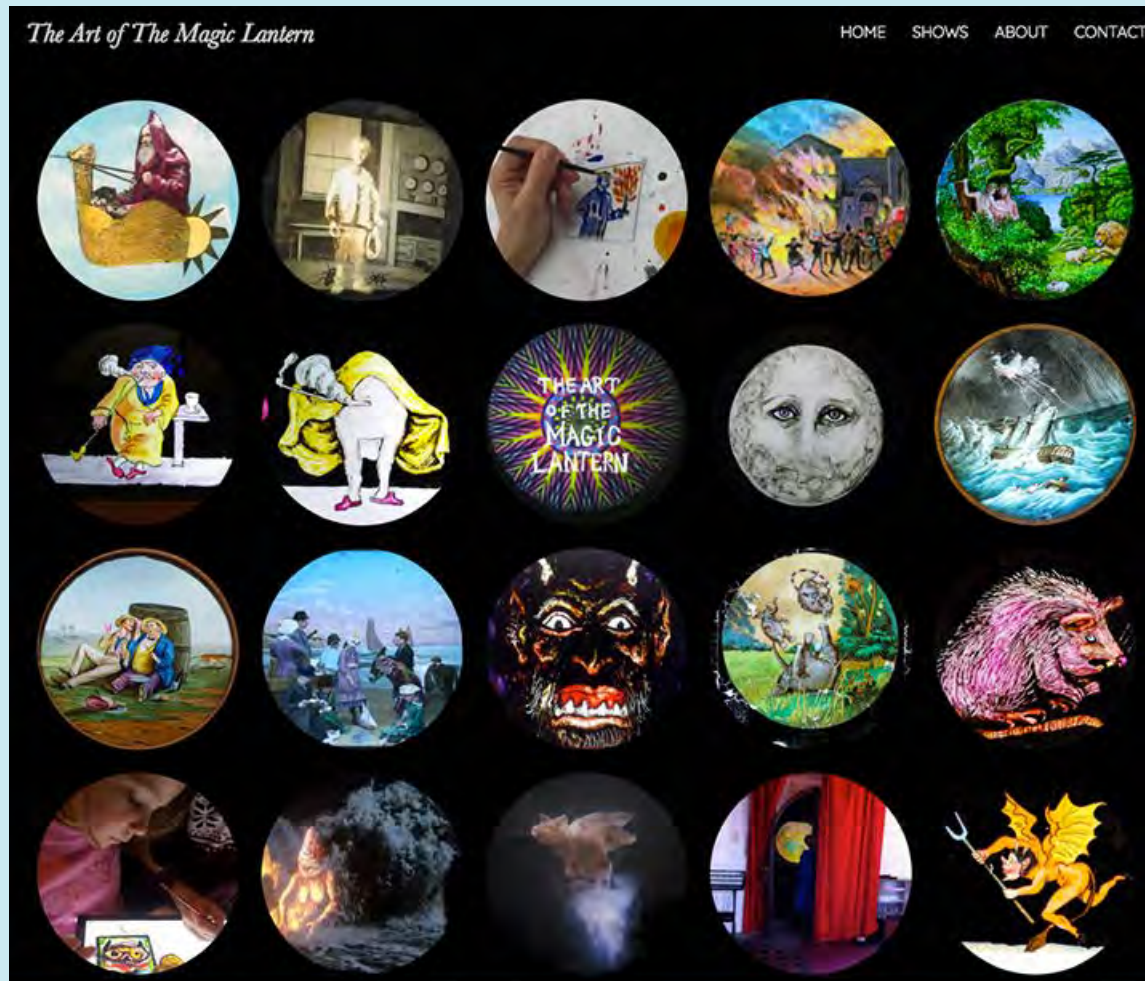 The Art of The Magic Lantern
HOME SHOWS ABOUT CONTACT
THE ART
OF THE
MAGIC
LANTERN